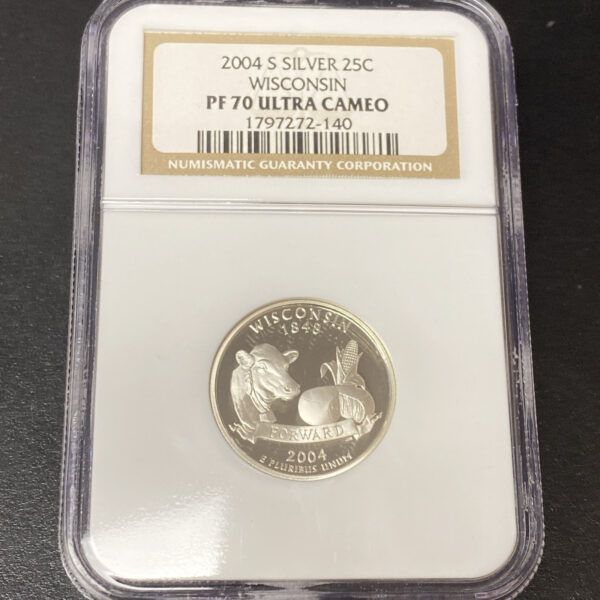 2004 S SILVER 25C
WISCONSIN
PF 70 ULTRA CAMEO
1797272-140
NUMISMATIC GUARANTY CORPORATION
WISCONSIN
1848
FORWARD
2004
E PLURIBUS UNUM